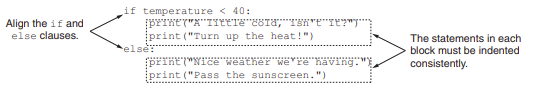 Align the if and
else clauses.
if temperature < 40:
print("A little cold, isn't it?")
print("Turn up the heat!")
else:
print("Nice weather we're having.")
print("Pass the sunscreen.")
The statements in each
block must be indented
consistently.